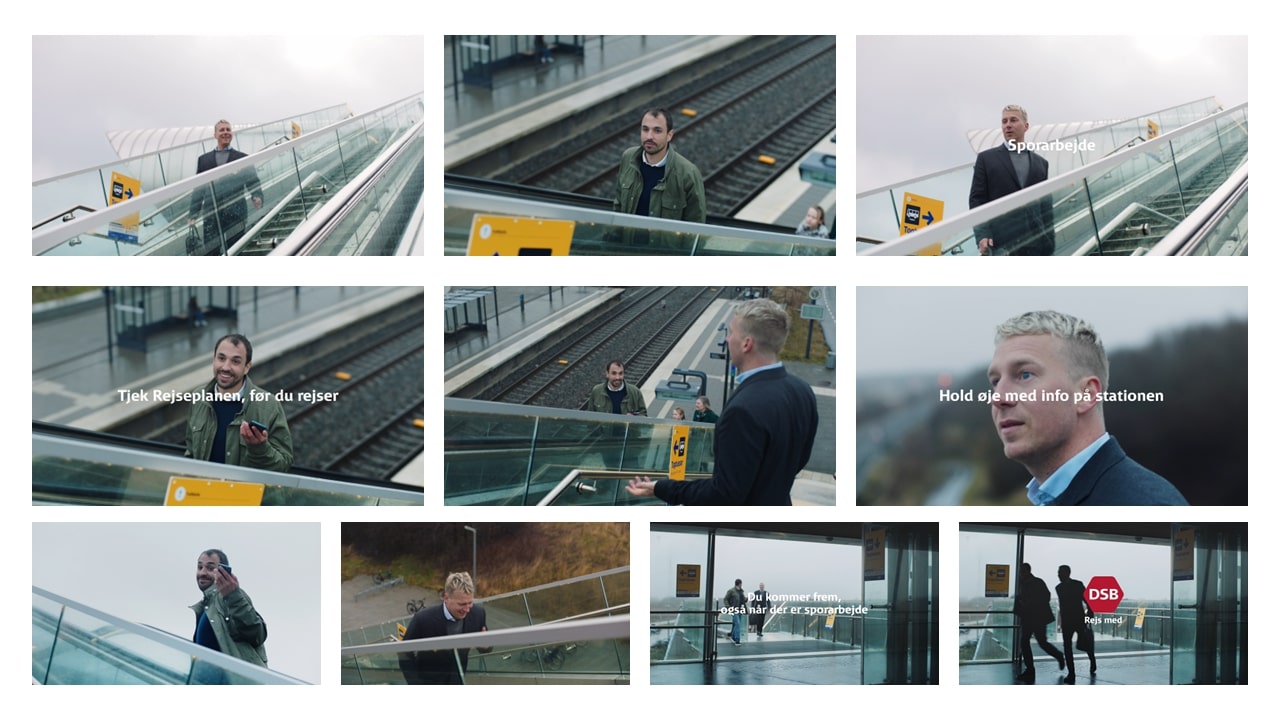 Sporarbejde
Tjek Rejseplanen, før du rejser
Togbusser
Hold øje med info på stationen
Du kommer frem,
også når der er sporarbejde
DSB
Rejs med